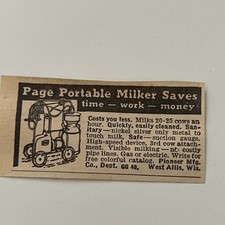 Page Portable Milker Saves
time — work — money
Costs you less. Milks 20-25 cows an
hour. Quickly, easily cleaned. San-
itary—nickel silver only metal to
touch milk. Safe—suction gauge.
High-speed device, 3rd cow attach-
ment. Visible milking—no costly
pipe lines. Gas or electric. Write for
free colorful catalog. Pioneer Mfg.
Co., Dept. GG 48, West Allis, Wis.